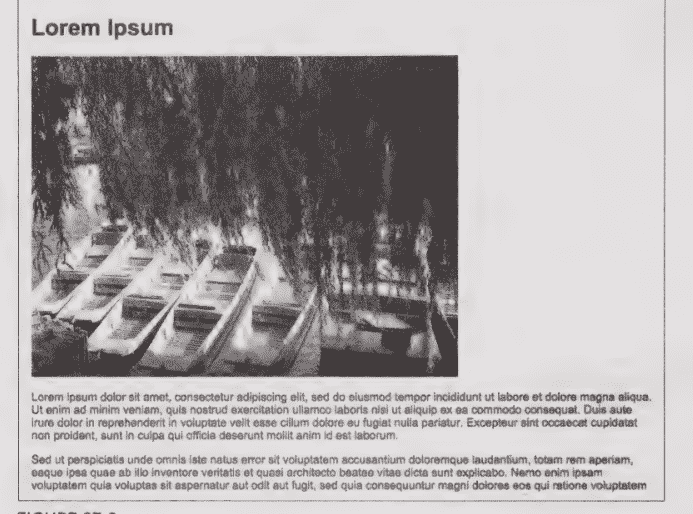 Lorem Ipsum
Lorem ipsum dolor sit amet, consectetur adipiscing elit, sed do eiusmod tempor incididunt ut labore et dolore magna aliqua.
Ut enim ad minim veniam, quis nostrud exercitation ullamco laboris nisi ut aliquip ex ea commodo consequat. Duis aute
irure dolor in reprehenderit in voluptate velit esse cillum dolore eu fugiat nulla pariatur. Excepteur sint occaecat cupidatat
non proident, sunt in culpa qui officia deserunt mollit anim id est laborum.
Sed ut perspiciatis unde omnis iste natus error sit voluptatem accusantium doloremque laudantium, totam rem aperiam,
eaque ipsa quae ab illo inventore veritatis et quasi architecto beatae vitae dicta sunt explicabo. Nemo enim ipsam
voluptatem quia voluptas sit aspernatur aut odit aut fugit, sed quia consequuntur magni dolores eos qui ratione voluptatem